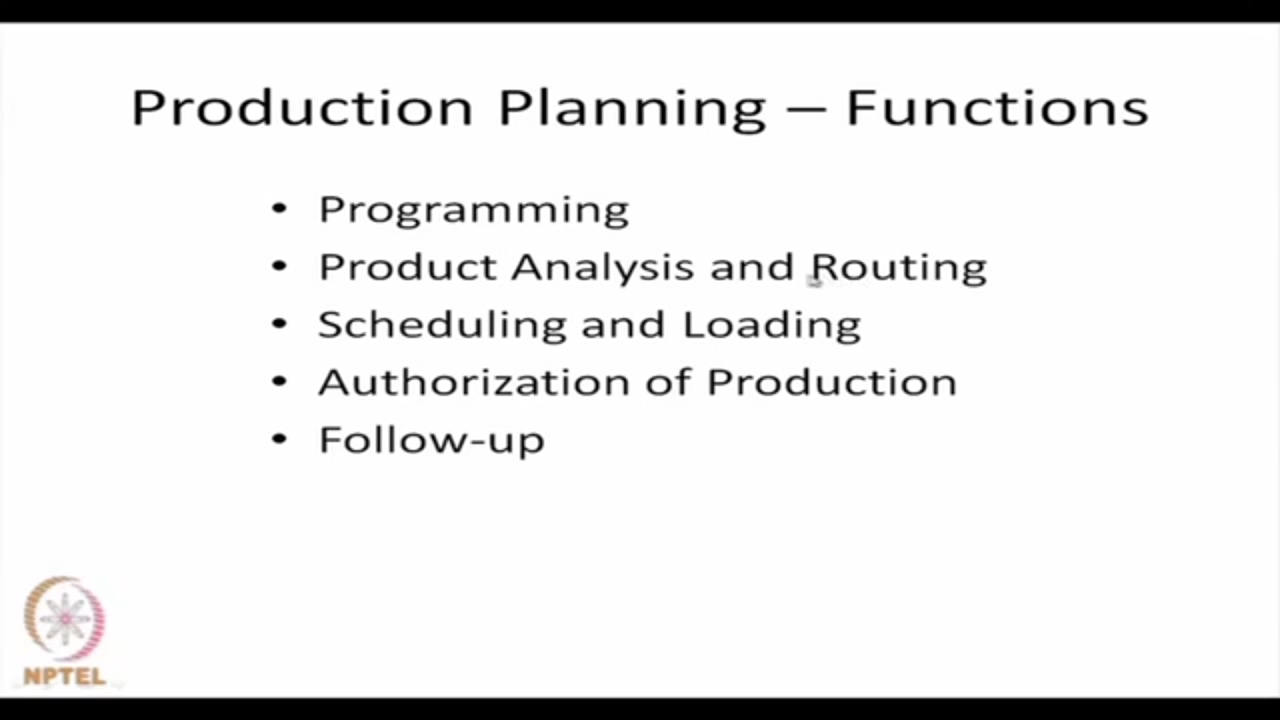 Production Planning – Functions
• Programming
• Product Analysis and Routing
• Scheduling and Loading
• Authorization of Production
• Follow-up
NPTEL